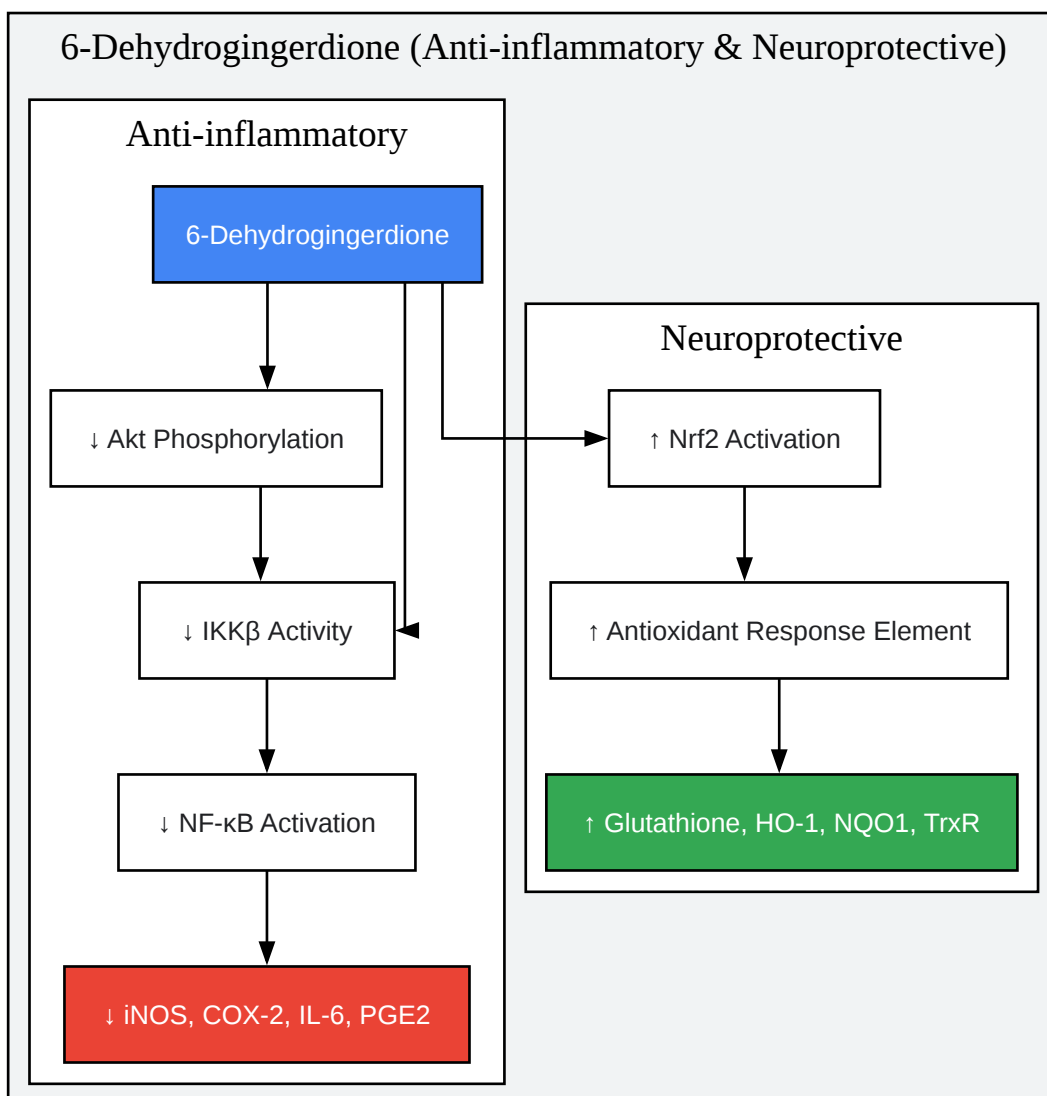 6-Dehydrogingerdione (Anti-inflammatory & Neuroprotective)
Anti-inflammatory
6-Dehydrogingerdione
↓ Akt Phosphorylation
↓ IKKβ Activity
↓ NF-κB Activation
↓ iNOS, COX-2, IL-6, PGE2
Neuroprotective
↑ Nrf2 Activation
↑ Antioxidant Response Element
↑ Glutathione, HO-1, NQO1, TrxR